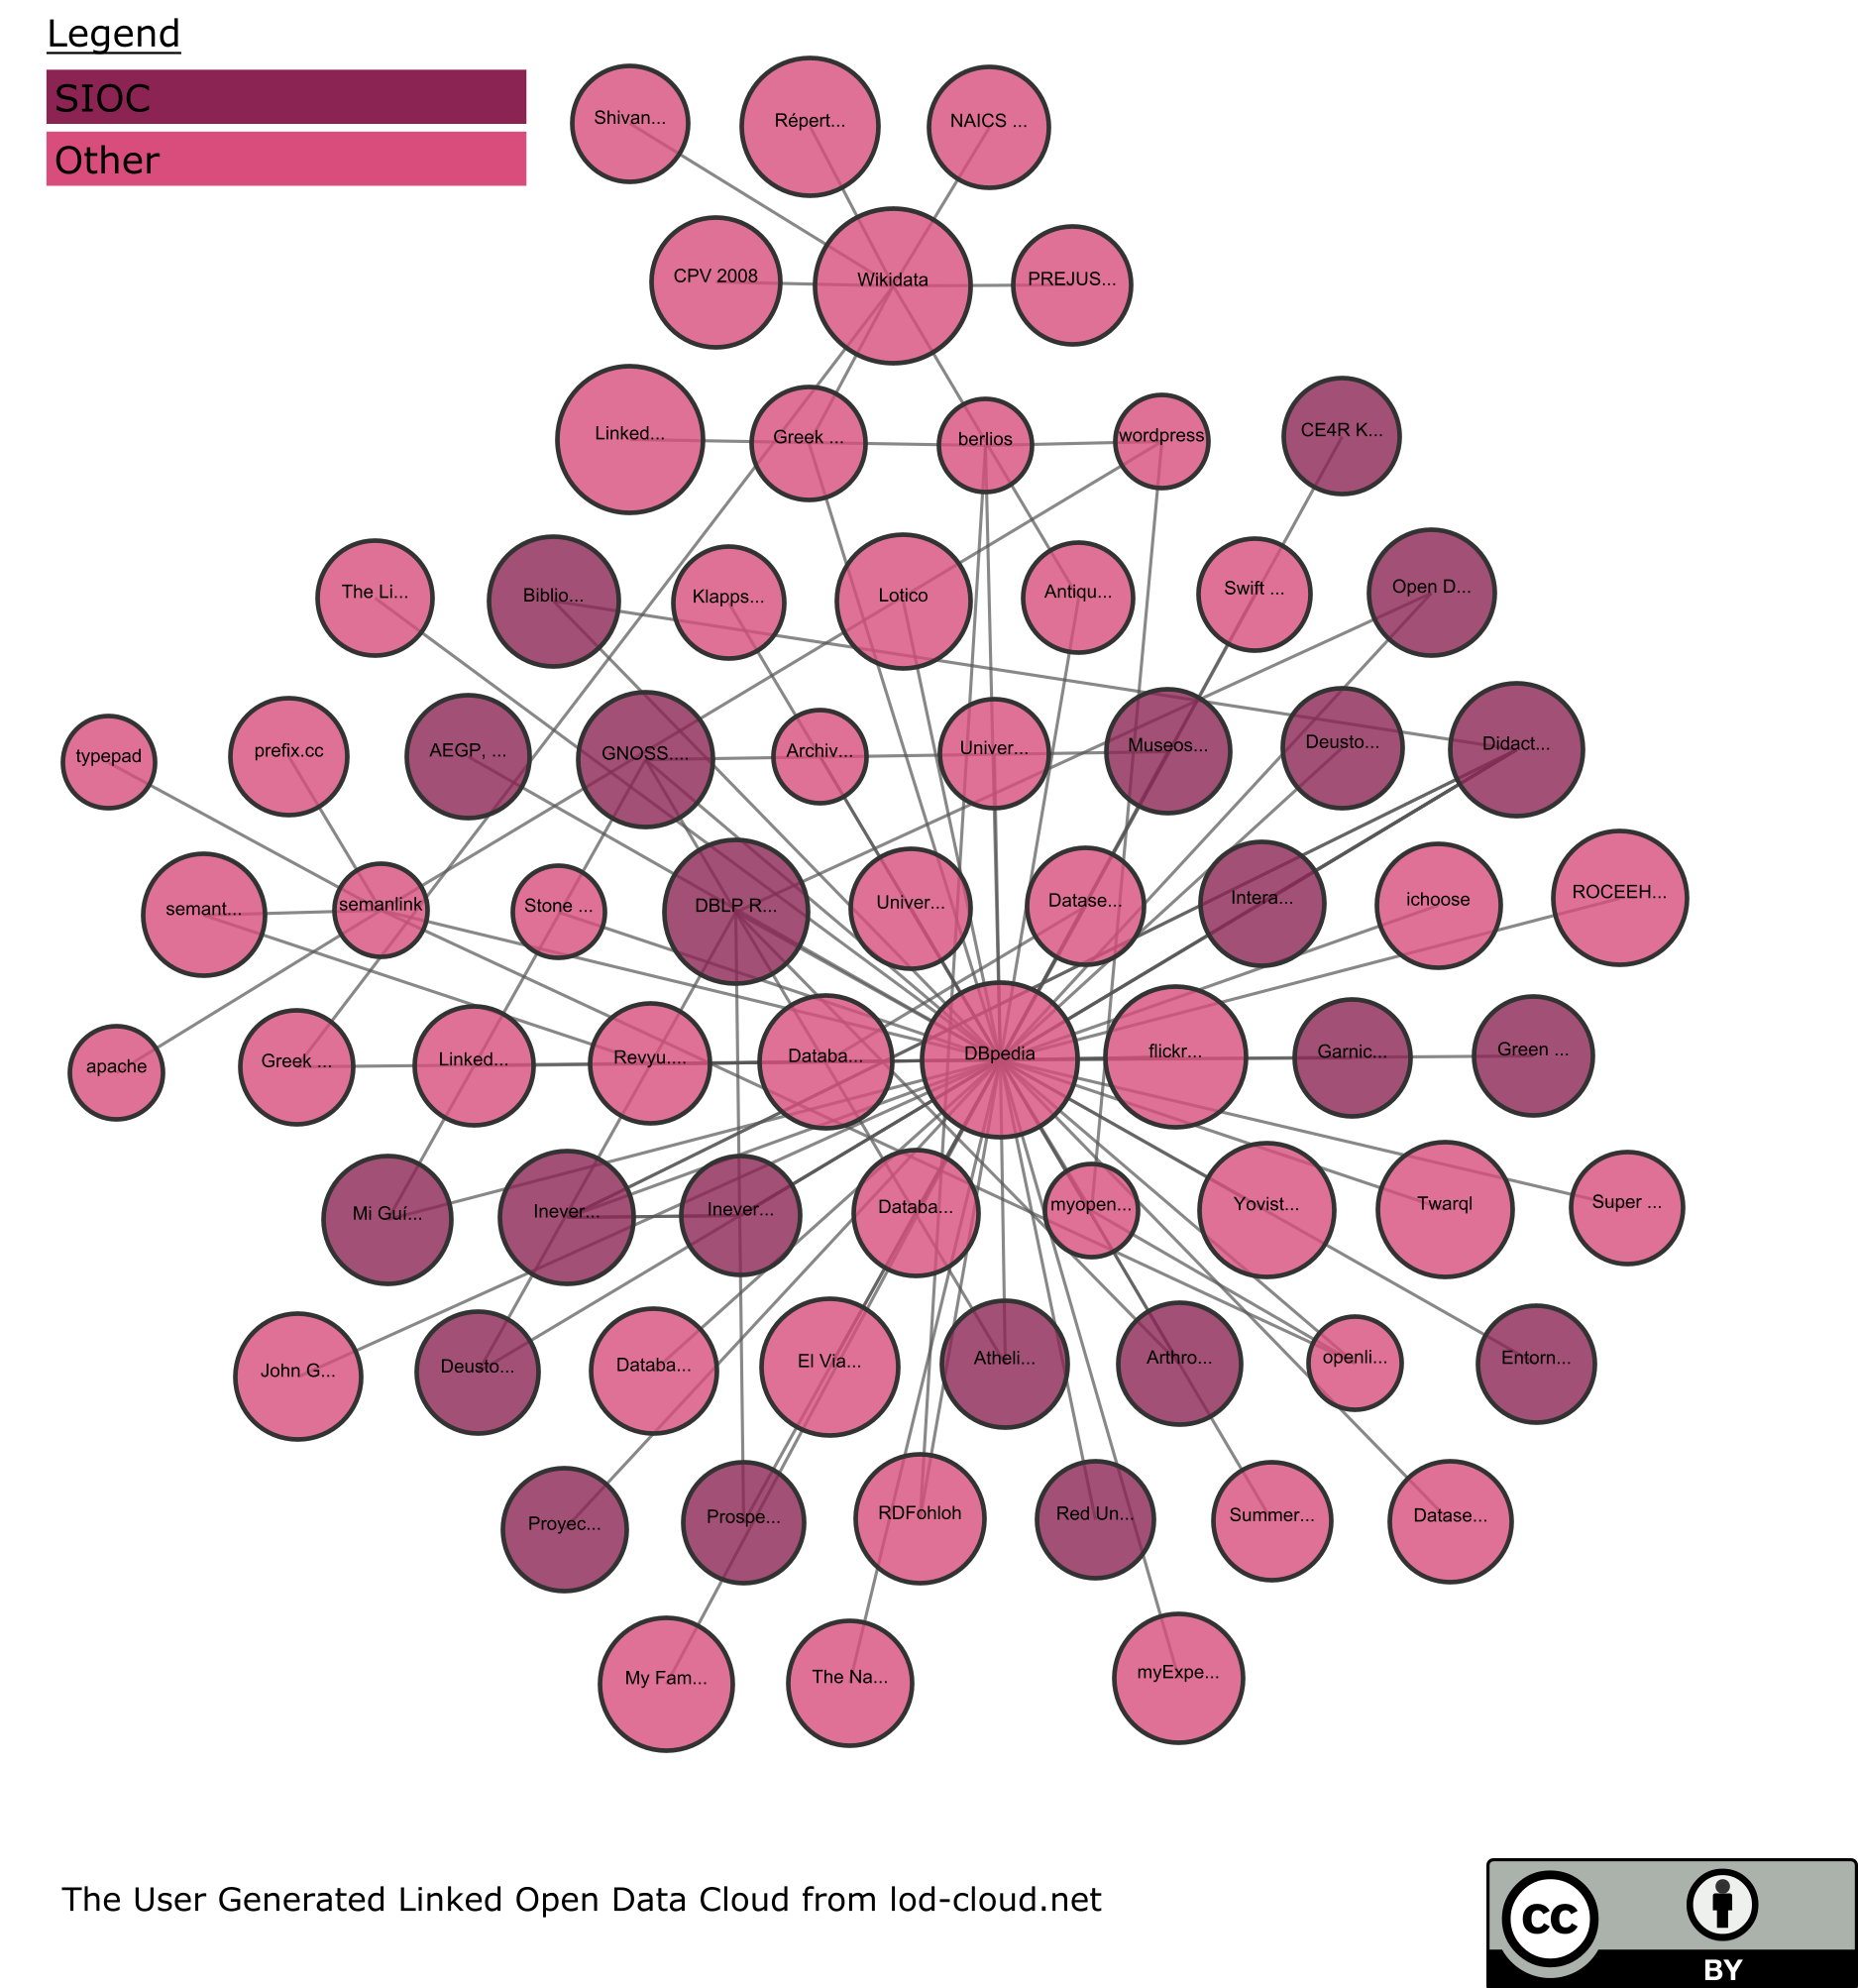 Legend
SIOC
Other
Shivan...
Répert...
NAICS ...
CPV 2008
Wikidata
PREJUS...
Linked...
Greek ...
berlios
wordpress
CE4R K...
The Li...
Biblio...
Klapps...
Lotico
Antiqu...
Swift ...
Open D...
typepad
prefix.cc
AEGP, ...
GNOSS....
Archiv...
Univer...
Museos...
Deusto...
Didact...
semant...
semanlink
Stone ...
DBLP R...
Univer...
Datase...
Intera...
ichoose
ROCEEH...
apache
Greek ...
Linked...
Revyu....
Databa...
DBpedia
flickr...
Garnic...
Green ...
Mi Guí...
Inever...
Inever...
Databa...
myopen...
Yovist...
Twarql
Super ...
John G...
Deusto...
Databa...
El Via...
Atheli...
Arthro...
openli...
Entorn...
Proyec...
Prospe...
RDFohloh
Red Un...
Summer...
Datase...
My Fam...
The Na...
myExpe...
The User Generated Linked Open Data Cloud from lod-cloud.net
cc
BY